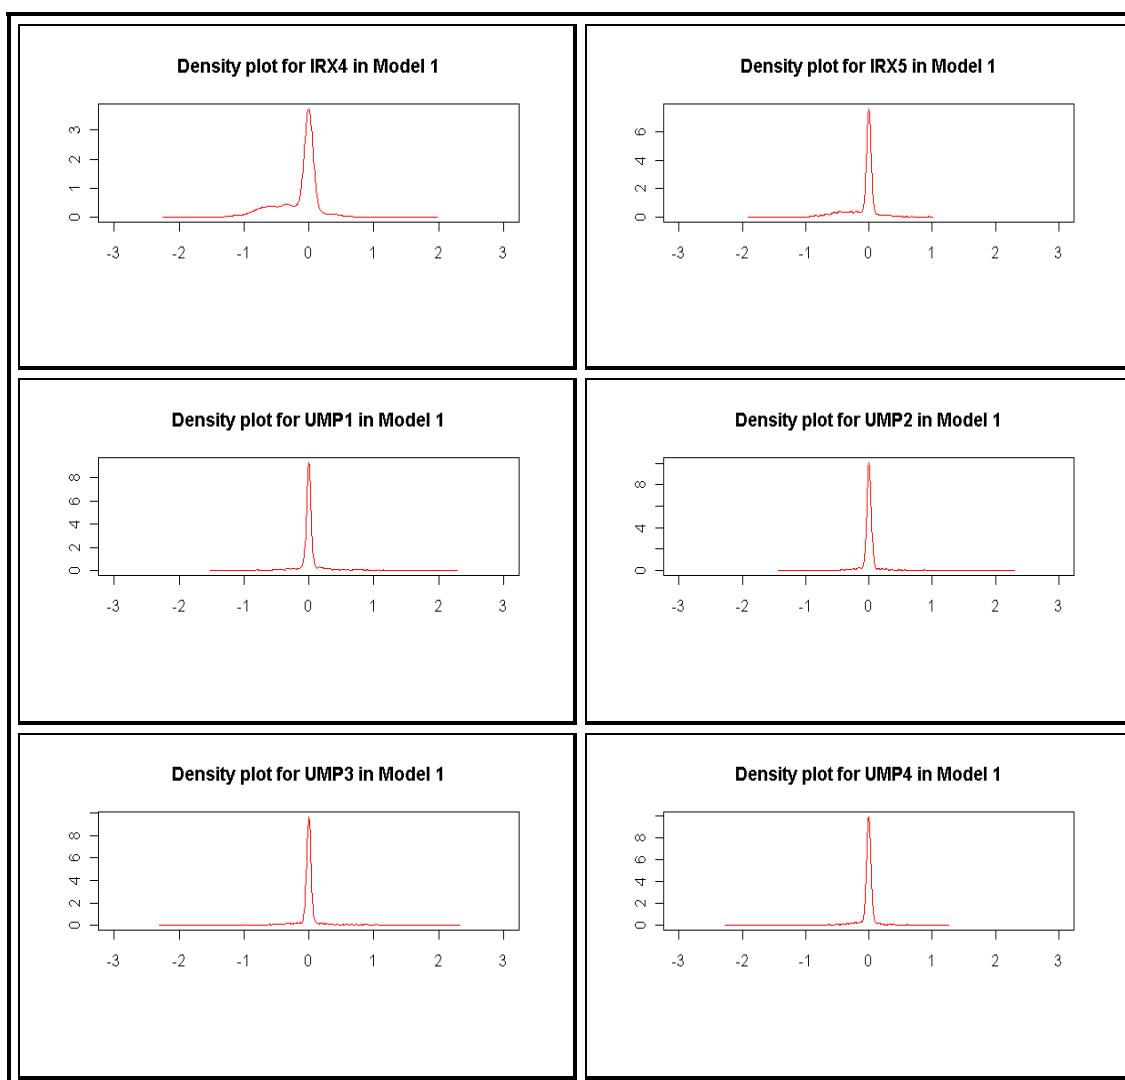 Density plot for IRX4 in Model 1
3
2
1
0
-3 -2 -1 0 1 2 3
Density plot for IRX5 in Model 1
6
4
2
0
-3 -2 -1 0 1 2 3
Density plot for UMP1 in Model 1
8
6
4
2
0
-3 -2 -1 0 1 2 3
Density plot for UMP2 in Model 1
8
4
0
-3 -2 -1 0 1 2 3
Density plot for UMP3 in Model 1
8
6
4
2
0
-3 -2 -1 0 1 2 3
Density plot for UMP4 in Model 1
8
6
4
2
0
-3 -2 -1 0 1 2 3